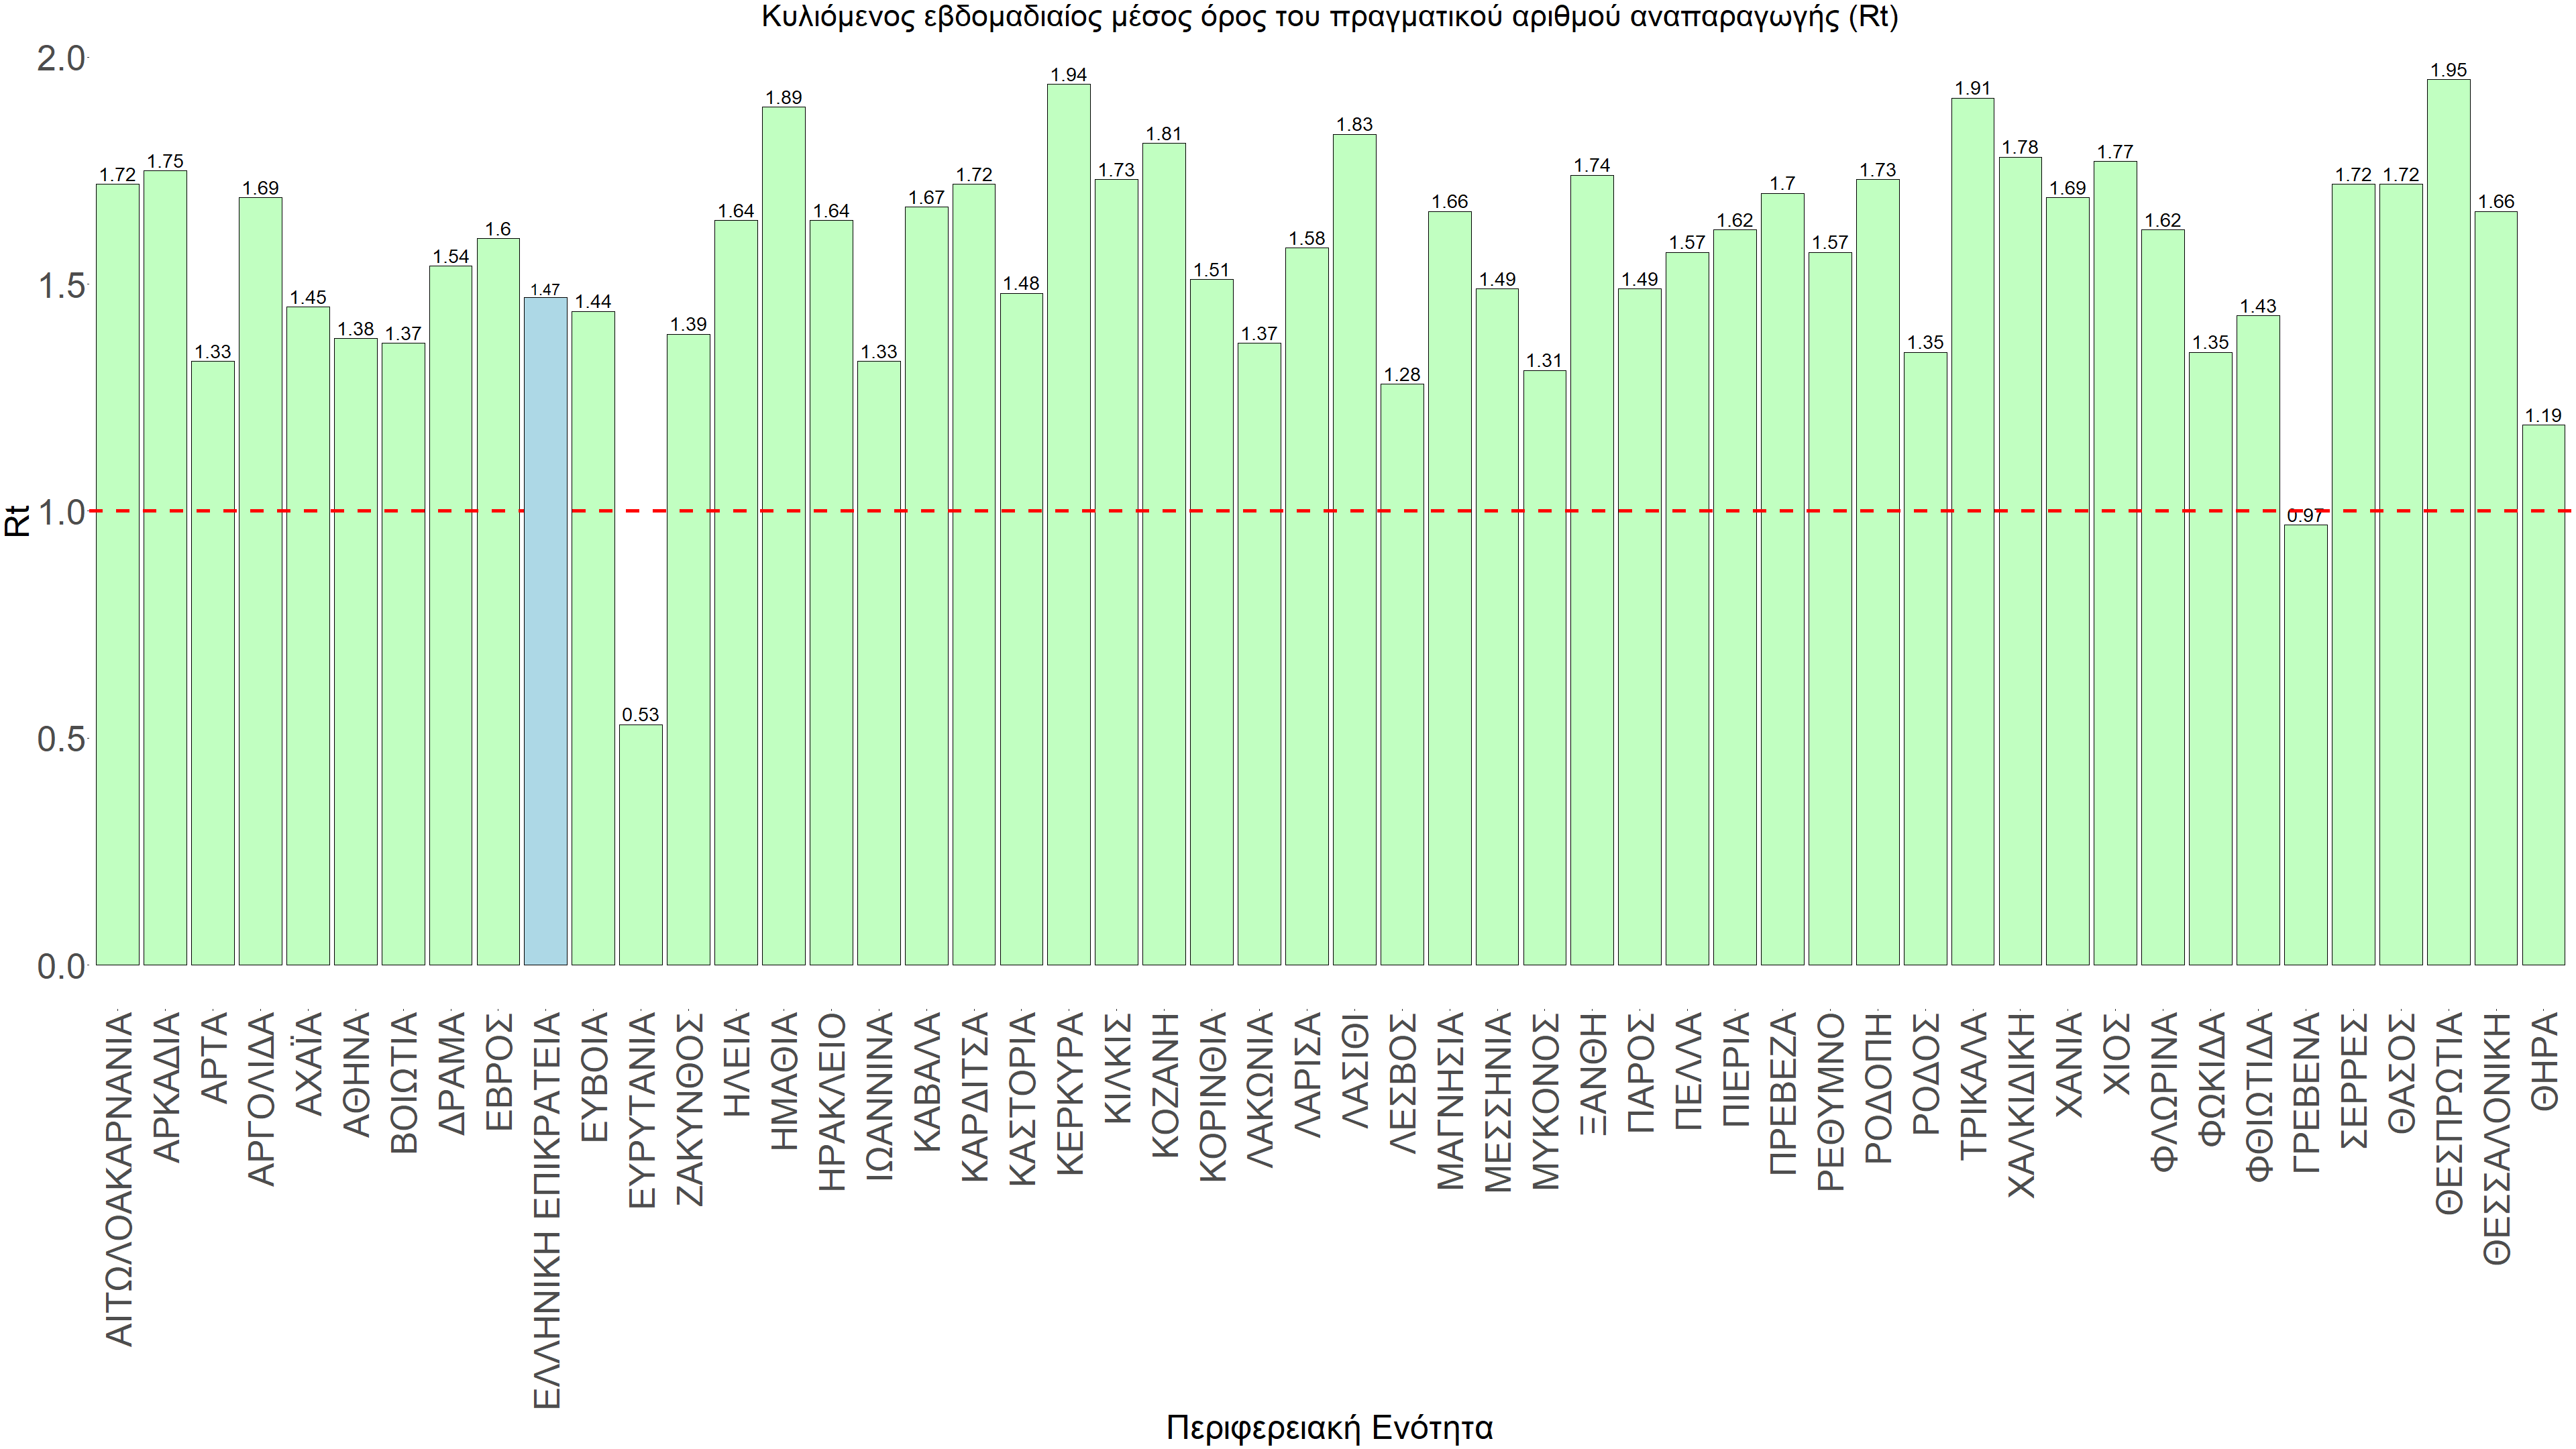 Κυλιόμενος εβδομαδιαίος μέσος όρος του πραγματικού αριθμού αναπαραγωγής (Rt)
2.0
1.5
1.0
0.5
0.0
Rt
1.72
1.75
1.33
1.69
1.45
1.38
1.37
1.54
1.6
1.47
1.44
0.53
1.39
1.64
1.89
1.64
1.33
1.67
1.72
1.48
1.94
1.73
1.81
1.51
1.37
1.58
1.83
1.28
1.66
1.49
1.31
1.74
1.49
1.57
1.62
1.7
1.57
1.73
1.35
1.91
1.78
1.69
1.77
1.62
1.35
1.43
0.97
1.72
1.72
1.95
1.66
1.19
ΑΙΤΩΛΟΑΚΑΡΝΑΝΙΑ
ΑΡΚΑΔΙΑ
ΑΡΤΑ
ΑΡΓΟΛΙΔΑ
ΑΧΑΪΑ
ΑΘΗΝΑ
ΒΟΙΩΤΙΑ
ΔΡΑΜΑ
ΕΒΡΟΣ
ΕΛΛΗΝΙΚΗ ΕΠΙΚΡΑΤΕΙΑ
ΕΥΒΟΙΑ
ΕΥΡΥΤΑΝΙΑ
ΖΑΚΥΝΘΟΣ
ΗΛΕΙΑ
ΗΜΑΘΙΑ
ΗΡΑΚΛΕΙΟ
ΙΩΑΝΝΙΝΑ
ΚΑΒΑΛΑ
ΚΑΡΔΙΤΣΑ
ΚΑΣΤΟΡΙΑ
ΚΕΡΚΥΡΑ
ΚΙΛΚΙΣ
ΚΟΖΑΝΗ
ΚΟΡΙΝΘΙΑ
ΛΑΚΩΝΙΑ
ΛΑΡΙΣΑ
ΛΑΣΙΘΙ
ΛΕΣΒΟΣ
ΜΑΓΝΗΣΙΑ
ΜΕΣΣΗΝΙΑ
ΜΥΚΟΝΟΣ
ΞΑΝΘΗ
ΠΑΡΟΣ
ΠΕΛΛΑ
ΠΙΕΡΙΑ
ΠΡΕΒΕΖΑ
ΡΕΘΥΜΝΟ
ΡΟΔΟΠΗ
ΡΟΔΟΣ
ΤΡΙΚΑΛΑ
ΧΑΛΚΙΔΙΚΗ
ΧΑΝΙΑ
ΧΙΟΣ
ΦΛΩΡΙΝΑ
ΦΩΚΙΔΑ
ΦΘΙΩΤΙΔΑ
ΓΡΕΒΕΝΑ
ΣΕΡΡΕΣ
ΘΑΣΟΣ
ΘΕΣΠΡΩΤΙΑ
ΘΕΣΣΑΛΟΝΙΚΗ
ΘΗΡΑ
Περιφερειακή Ενότητα